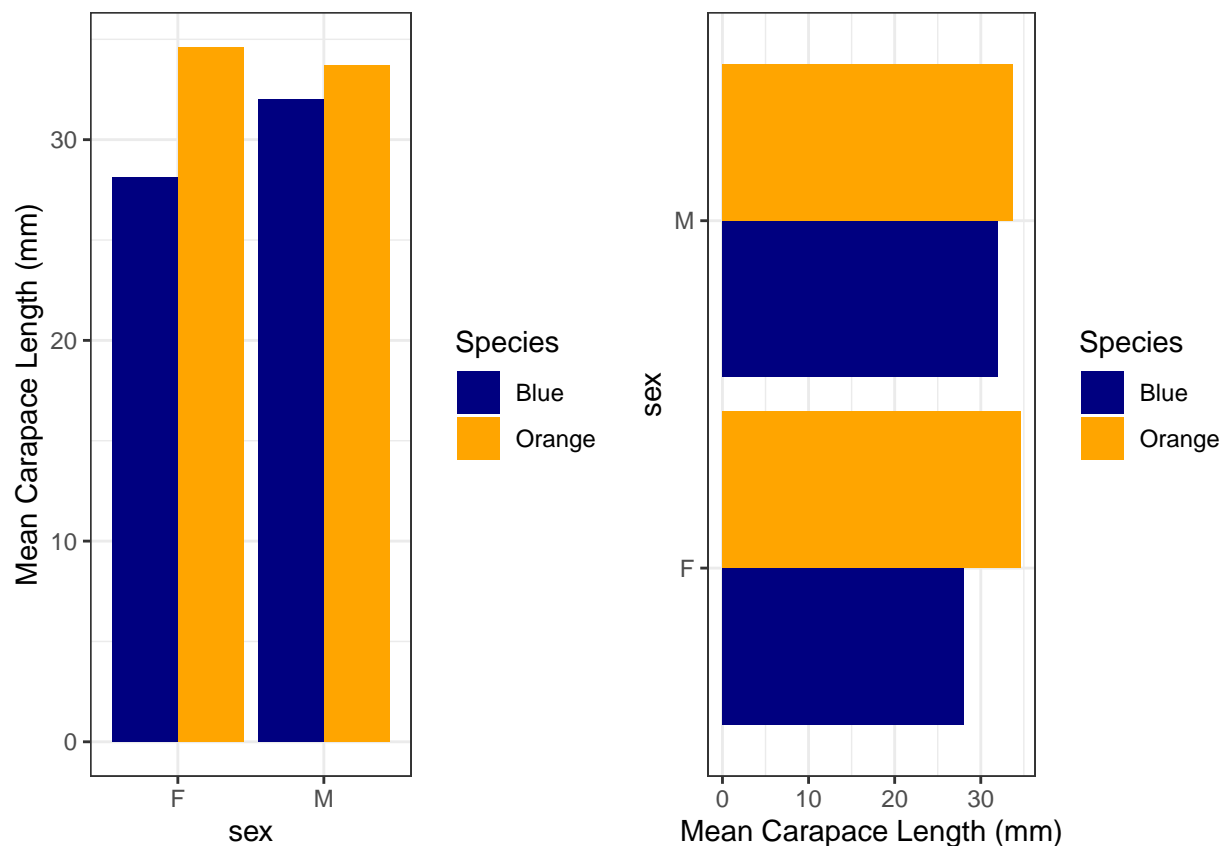 Mean Carapace Length (mm)
30
20
10
0
F
M
sex
Species
Blue
Orange
sex
M
F
0
10
20
30
Mean Carapace Length (mm)
Species
Blue
Orange